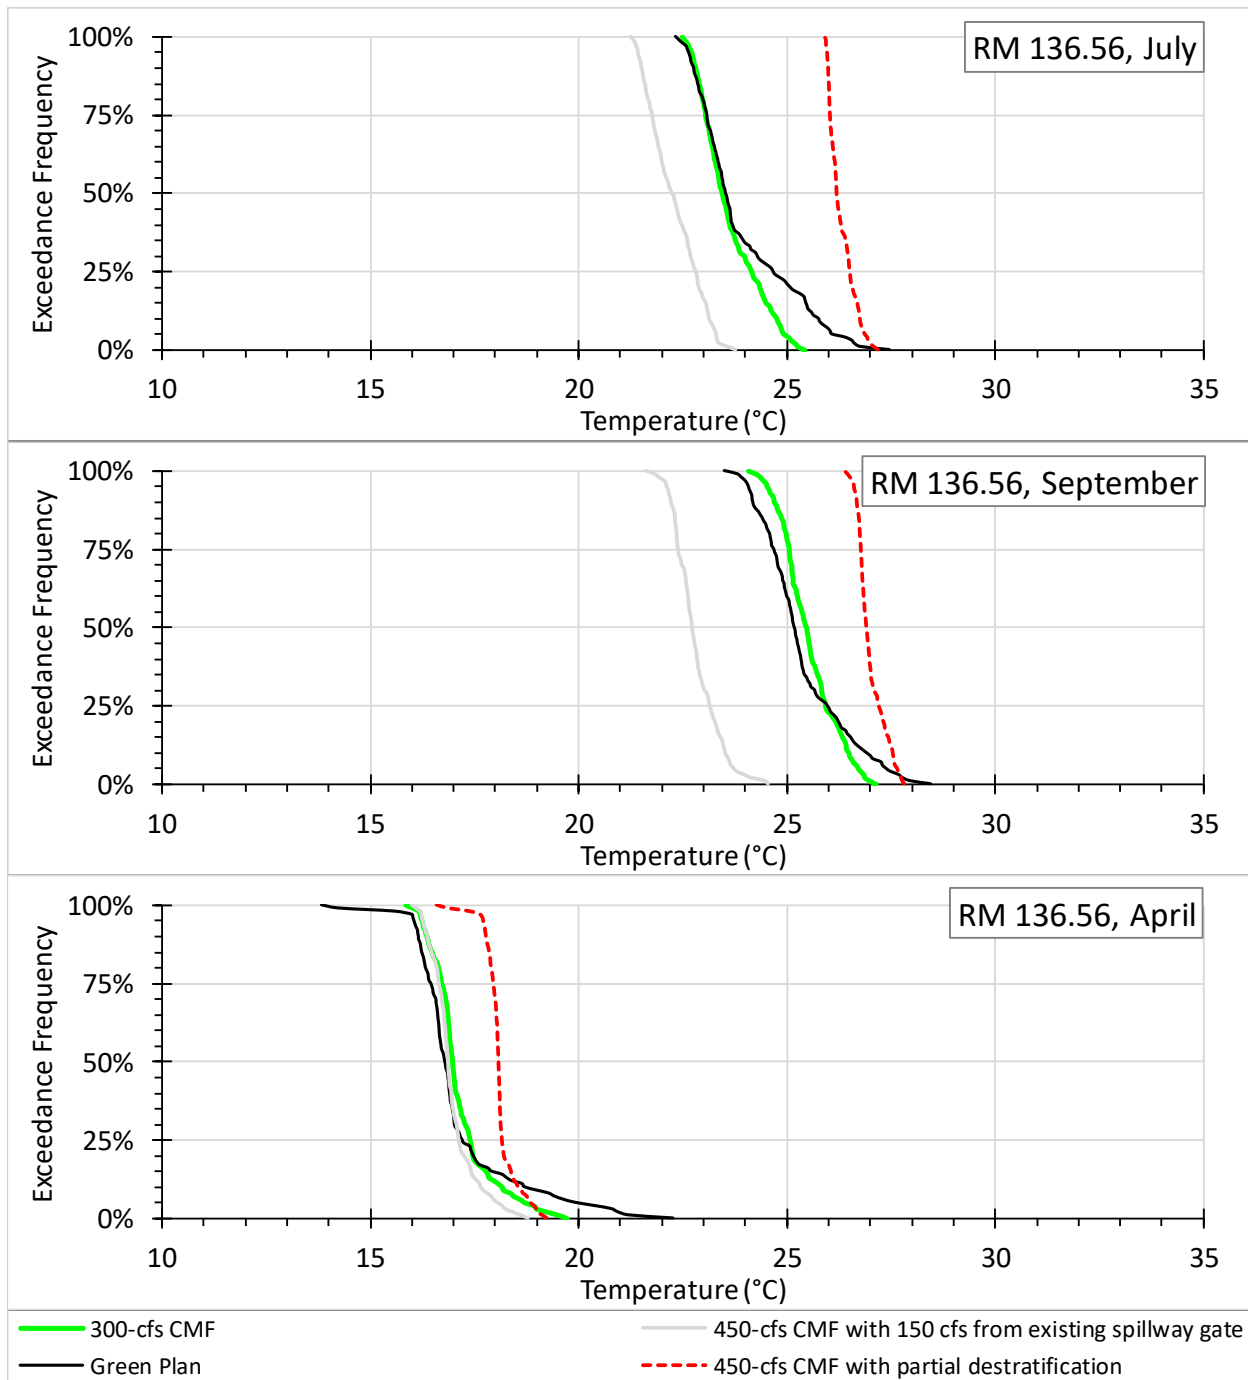 RM 136.56, July
Exceedance Frequency
100%
75%
50%
25%
0%
10 15 20 25 30 35
Temperature (°C)
RM 136.56, September
Exceedance Frequency
100%
75%
50%
25%
0%
10 15 20 25 30 35
Temperature (°C)
RM 136.56, April
Exceedance Frequency
100%
75%
50%
25%
0%
10 15 20 25 30 35
Temperature (°C)
300-cfs CMF
450-cfs CMF with 150 cfs from existing spillway gate
Green Plan
450-cfs CMF with partial destratification